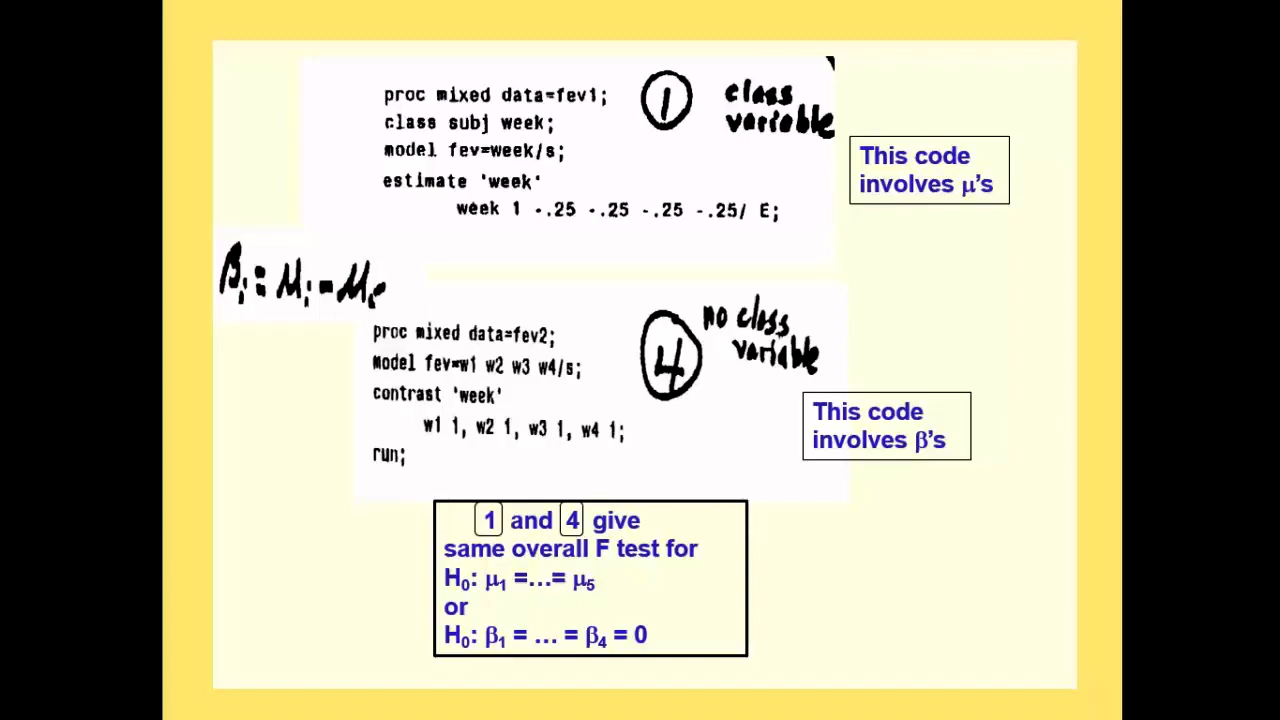 proc mixed data=fev1;
class subj week;
model fev=week/s;
estimate 'week'
week 1 -.25 -.25 -.25 -.25/ E;
1
class
variable
This code
involves μ's
βi = μi - μ
proc mixed data=fev2;
model fev=w1 w2 w3 w4/s;
contrast 'week'
w1 1, w2 1, w3 1, w4 1;
run;
4
no class
variable
This code
involves β's
1 and 4 give
same overall F test for
H0: μ1 =...= μ5
or
H0: β1 = ... = β4 = 0